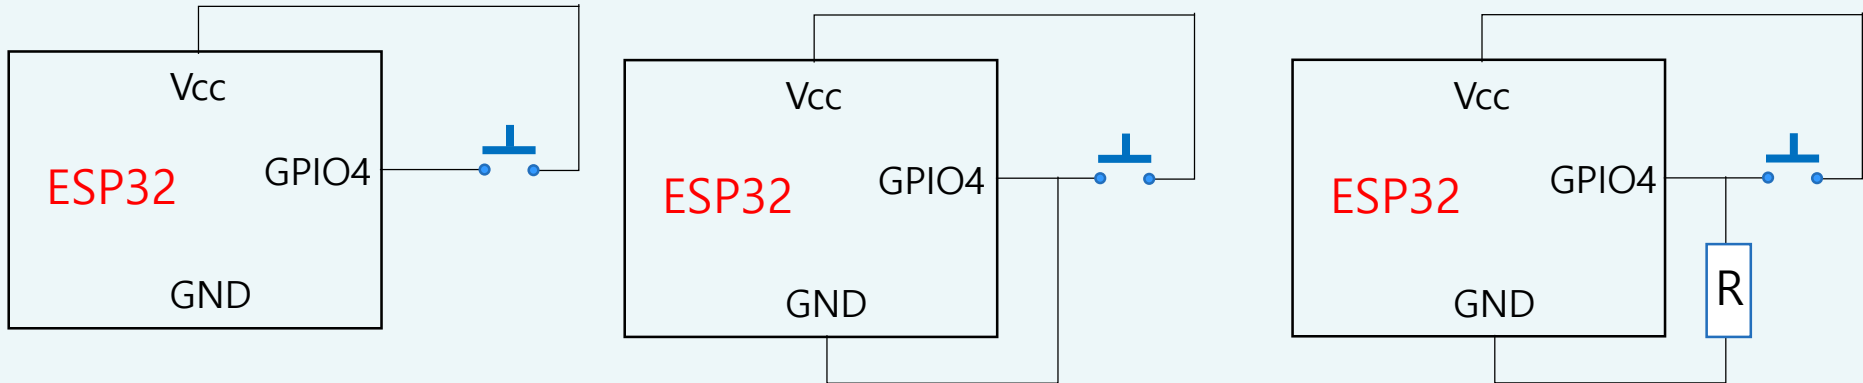 Vcc
GPIO4
ESP32
GND
Vcc
GPIO4
ESP32
GND
Vcc
GPIO4
ESP32
R
GND